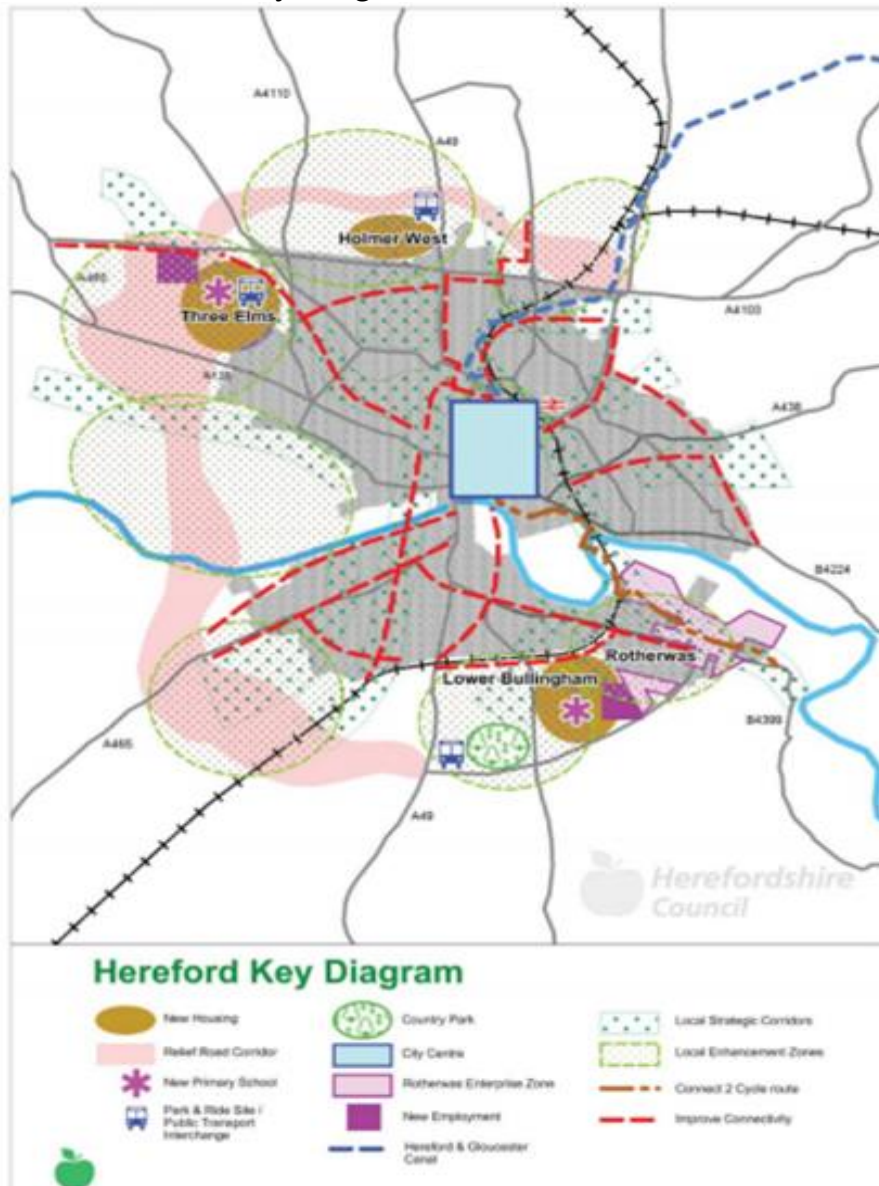 A4110
A49
Holmer West
A480
Three Elms
A4103
A438
A438
B4224
Rotherwas
Lower Bullingham
B4399
A465
A49
Herefordshire
Council
Hereford Key Diagram
New Housing
Relief Road Corridor
New Primary School
Park & Ride Site /
Public Transport
Interchange
Country Park
City Centre
Rotherwas Enterprise Zone
New Employment
Hereford & Gloucester
Canal
Local Strategic Corridors
Local Enhancement Zones
Connect 2 Cycle route
Improve Connectivity